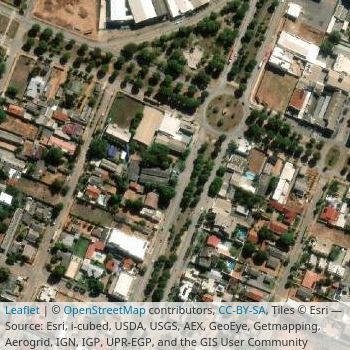 Leaflet | © OpenStreetMap contributors, CC-BY-SA, Tiles © Esri —
Source: Esri, i-cubed, USDA, USGS, AEX, GeoEye, Getmapping,
Aerogrid, IGN, IGP, UPR-EGP, and the GIS User Community